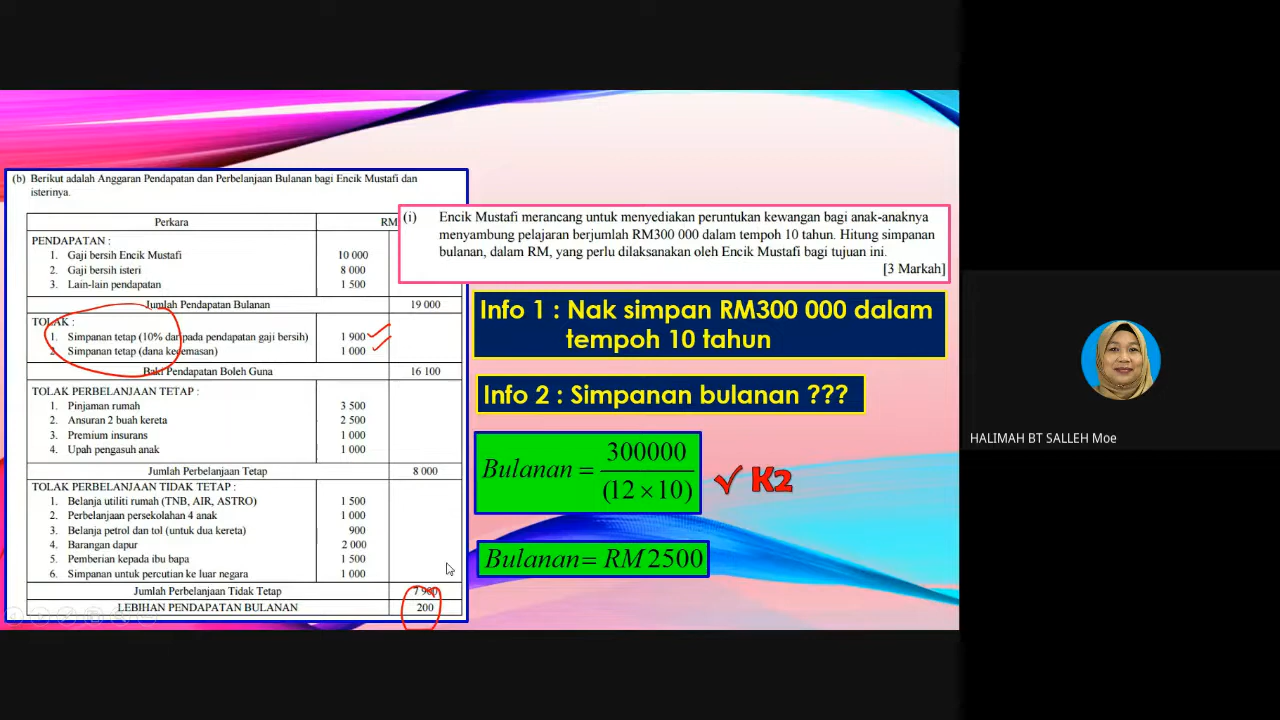 (b) Berikut adalah Anggaran Pendapatan dan Perbelanjaan Bulanan bagi Encik Mustafi dan
isterinya.
Perkara RM
PENDAPATAN :
1. Gaji bersih Encik Mustafi 10 000
2. Gaji bersih isteri 8 000
3. Lain-lain pendapatan 1 500
Jumlah Pendapatan Bulanan 19 000
TOLAK :
1. Simpanan tetap (10% daripada pendapatan gaji bersih) 1 900
2. Simpanan tetap (dana kecemasan) 1 000
Baki Pendapatan Boleh Guna 16 100
TOLAK PERBELANJAAN TETAP :
1. Pinjaman rumah 3 500
2. Ansuran 2 buah kereta 2 500
3. Premium insurans 1 000
4. Upah pengasuh anak 1 000
Jumlah Perbelanjaan Tetap 8 000
TOLAK PERBELANJAAN TIDAK TETAP :
1. Belanja utiliti rumah (TNB, AIR, ASTRO) 1 500
2. Perbelanjaan persekolahan 4 anak 1 000
3. Belanja petrol dan tol (untuk dua kereta) 900
4. Barangan dapur 2 000
5. Pemberian kepada ibu bapa 1 500
6. Simpanan untuk percutian ke luar negara 1 000
Jumlah Perbelanjaan Tidak Tetap 7 900
LEBIHAN PENDAPATAN BULANAN 200
(i) Encik Mustafi merancang untuk menyediakan peruntukan kewangan bagi anak-anaknya
menyambung pelajaran berjumlah RM300 000 dalam tempoh 10 tahun. Hitung simpanan
bulanan, dalam RM, yang perlu dilaksanakan oleh Encik Mustafi bagi tujuan ini.
[3 Markah]
Info 1 : Nak simpan RM300 000 dalam
tempoh 10 tahun
Info 2 : Simpanan bulanan ???
Bulanan = 300000 / (12 × 10)
√ K2
Bulanan = RM 2500
HALIMAH BT SALLEH Moe